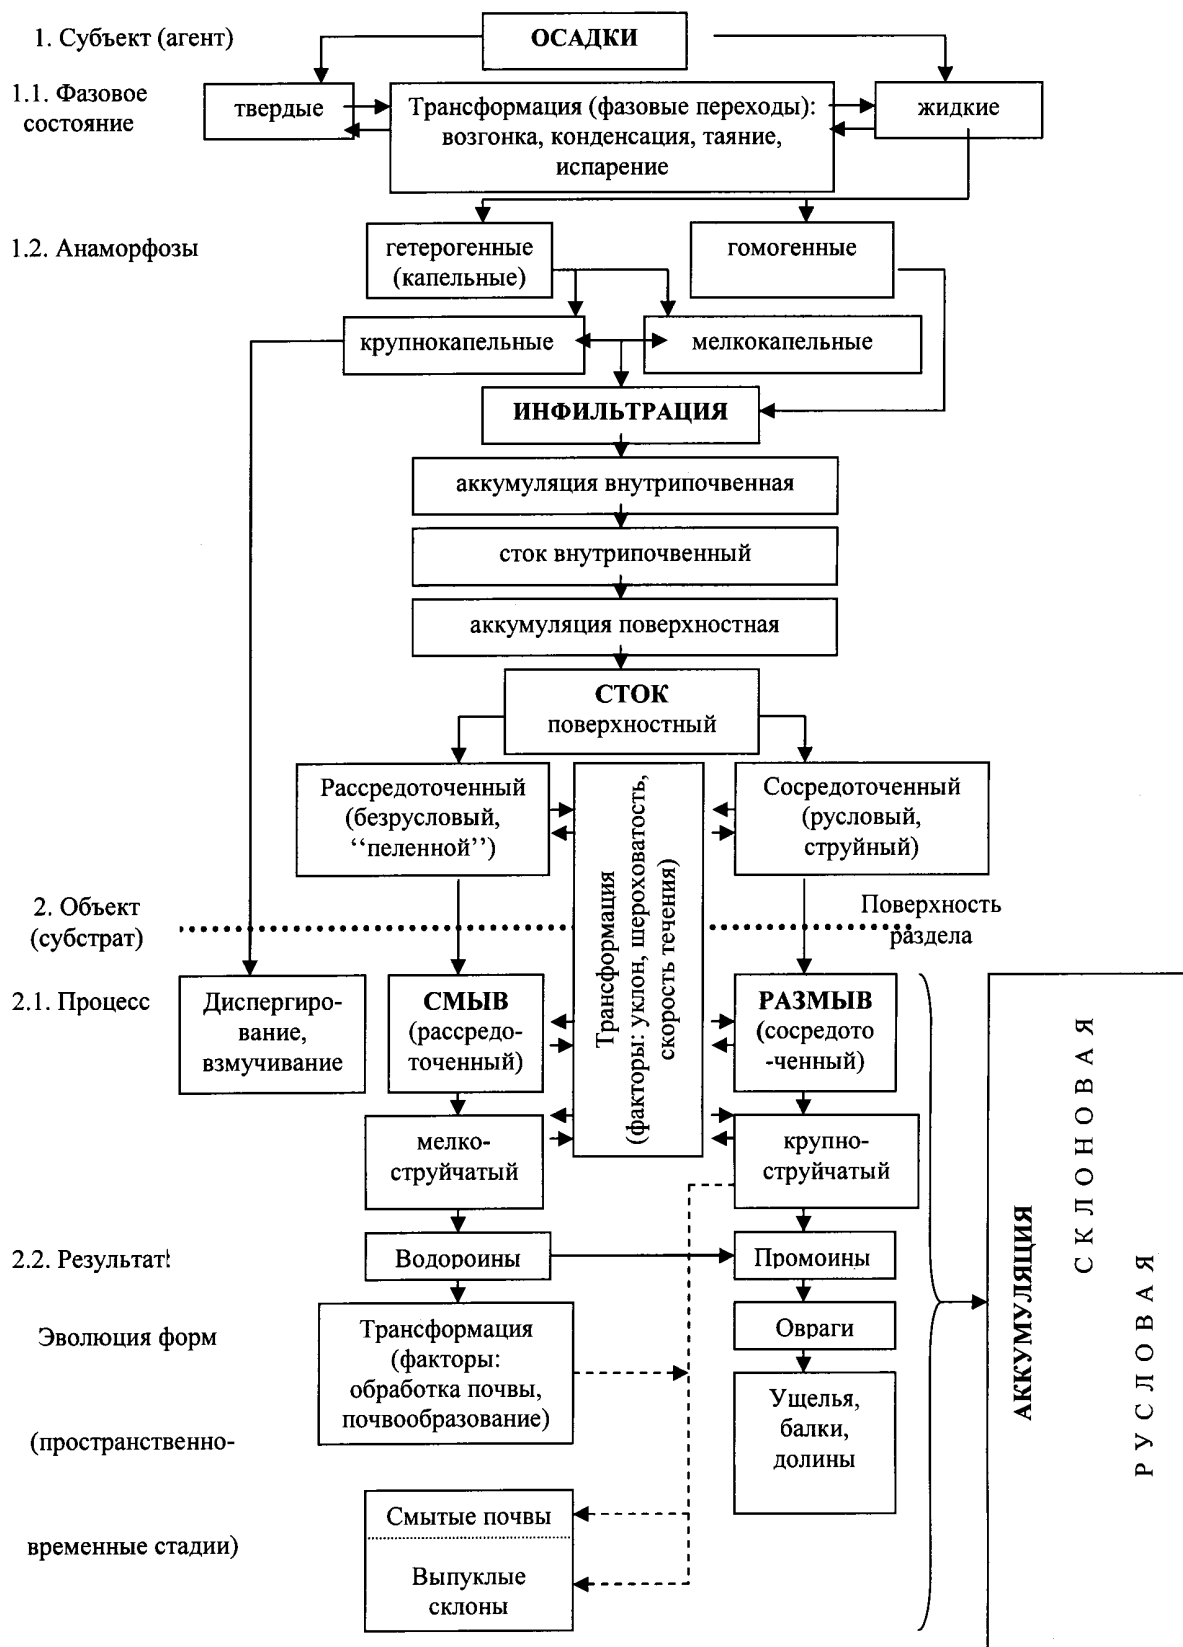 1. Субъект (агент)
ОСАДКИ
1.1. Фазовое
состояние
твердые
Трансформация (фазовые переходы):
возгонка, конденсация, таяние,
испарение
жидкие
1.2. Анаморфозы
гетерогенные
(капельные)
гомогенные
крупнокапельные
мелкокапельные
ИНФИЛЬТРАЦИЯ
аккумуляция внутрипочвенная
сток внутрипочвенный
аккумуляция поверхностная
СТОК
поверхностный
Рассредоточенный
(безрусловый,
‘‘пеленной’’)
Трансформация
(факторы: уклон, шероховатость,
скорость течения)
Сосредоточенный
(русловый,
струйный)
2. Объект
(субстрат)
Поверхность
раздела
2.1. Процесс
Диспергиро-
вание,
взмучивание
СМЫВ
(рассредо-
точенный)
РАЗМЫВ
(сосредото
-ченный)
мелко-
струйчатый
крупно-
струйчатый
2.2. Результат:
Водороины
Промоины
Эволюция форм
Трансформация
(факторы:
обработка почвы,
почвообразование)
Овраги
Ущелья,
балки,
долины
(пространственно-
Смытые почвы
временные стадии)
Выпуклые
склоны
АККУМУЛЯЦИЯ
СКЛОНОВАЯ
РУСЛОВАЯ